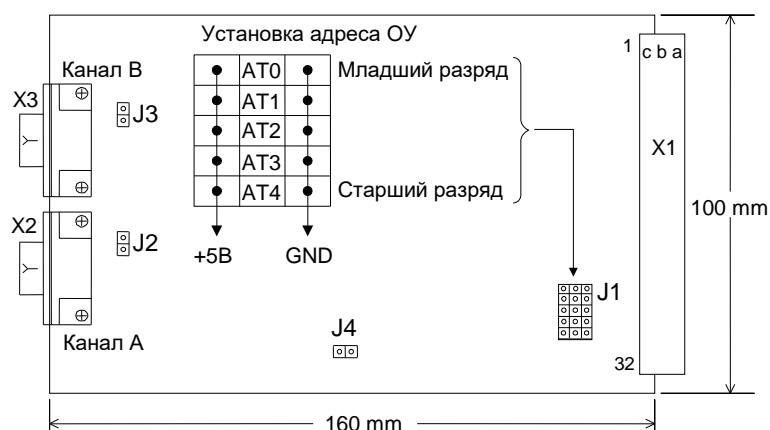 Установка адреса ОУ
Канал B
X3
J3
AT0
AT1
AT2
AT3
AT4
Младший разряд
Старший разряд
+5В
GND
X2
J2
Канал A
J4
J1
1
c b a
X1
32
100 mm
160 mm
Y
Y